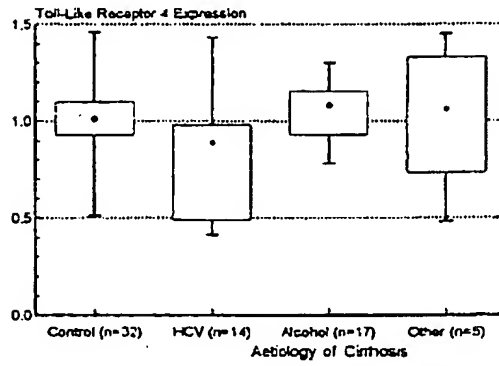 Toll-Like Receptor 4 Expression
1.5
1.0
0.5
0.0
Control (n=32) HCV (n=14) Alcohol (n=17) Other (n=5)
Aetiology of Cirrhosis